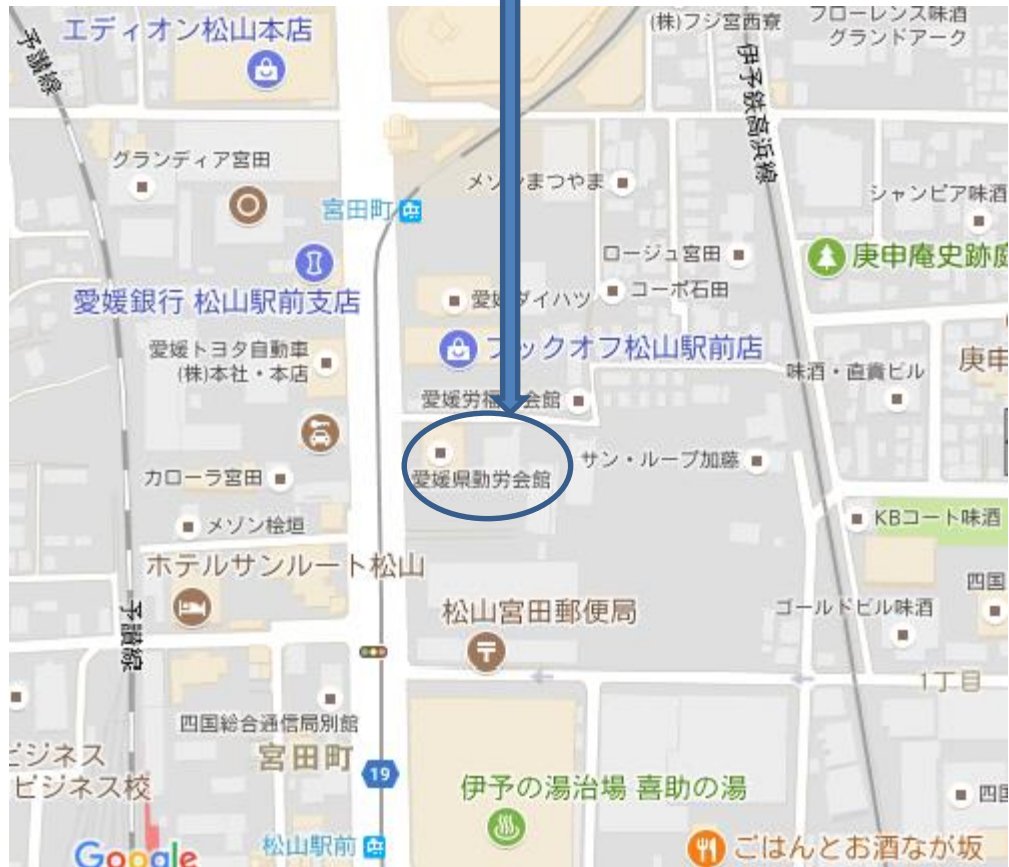 (株)フジ宮西寮
フローレンス味酒
グランドアーク
エディオン松山本店
予讃線
伊予鉄高浜線
グランディア宮田
メゾンまつやま
シャンピア味酒
宮田町
ロージュ宮田
庚申庵史跡庭
愛媛銀行 松山駅前支店
愛媛ダイハツ
コーポ石田
愛媛トヨタ自動車
(株)本社・本店
ブックオフ松山駅前店
味酒・直貴ビル
庚申
愛媛労福 会館
カローラ宮田
愛媛県勤労会館
サン・ループ加藤
メゾン桧垣
KBコート味酒
ホテルサンルート松山
四国
松山宮田郵便局
ゴールドビル味酒
予讃線
1丁目
四国総合通信局別館
宮田町
19
ビジネス
ビジネス校
伊予の湯治場 喜助の湯
四国
松山駅前
ごはんとお酒なが坂
Google